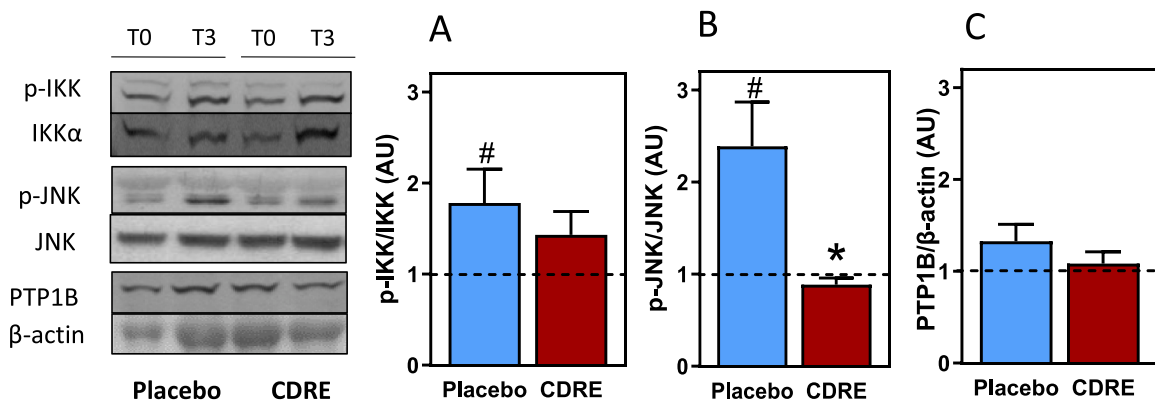 T0 T3 T0 T3
p-IKK
IKKα
p-JNK
JNK
PTP1B
β-actin
Placebo CDRE
A
p-IKK/IKK (AU)
3
2
1
0
#
Placebo CDRE
B
p-JNK/JNK (AU)
3
2
1
0
#
*
Placebo CDRE
C
PTP1B/β-actin (AU)
3
2
1
0
Placebo CDRE